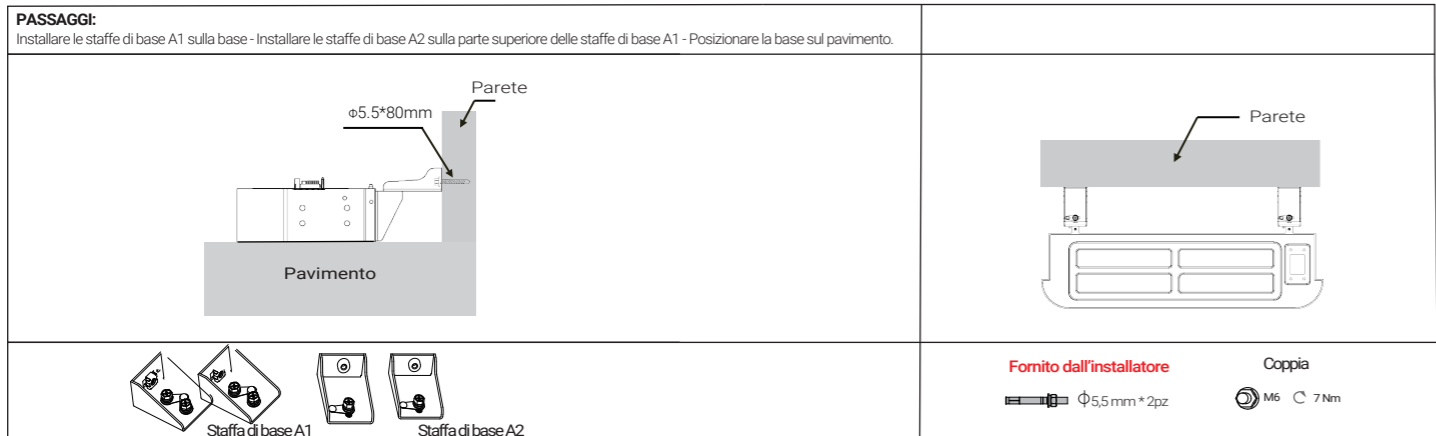 PASSAGGI:
Installare le staffe di base A1 sulla base - Installare le staffe di base A2 sulla parte superiore delle staffe di base A1 - Posizionare la base sul pavimento.
Parete
Φ5.5*80mm
Pavimento
Parete
Staffa di base A1
Staffa di base A2
Fornito dall'installatore
Φ5,5 mm * 2pz
Coppia
M6 7 Nm